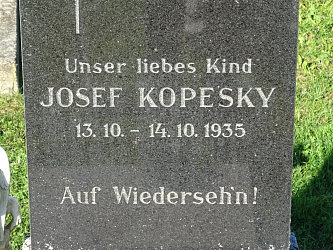 Unser liebes Kind
JOSEF KOPESKY
13.10. – 14.10.1935
Auf Wiederseh'n!